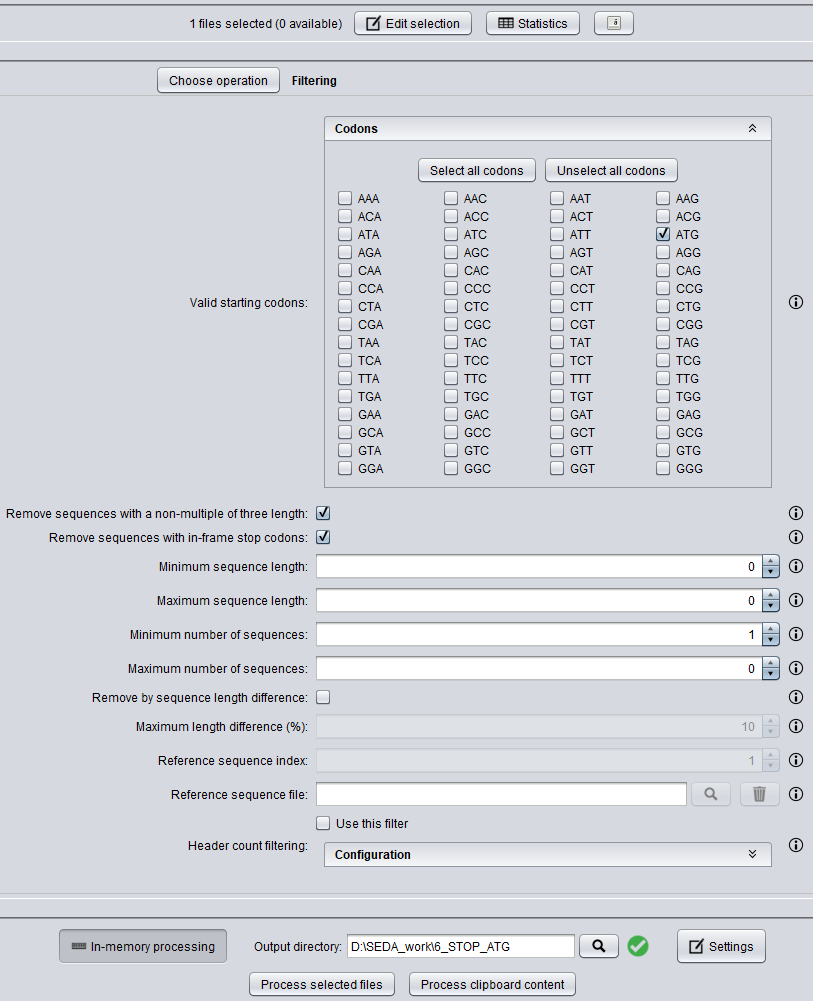 1 files selected (0 available) Edit selection Statistics
Choose operation Filtering
Codons
Select all codons Unselect all codons
AAA AAC AAT AAG
ACA ACC ACT ACG
ATA ATC ATT ATG
AGA AGC AGT AGG
CAA CAC CAT CAG
CCA CCC CCT CCG
Valid starting codons: CTA CTC CTT CTG
CGA CGC CGT CGG
TAA TAC TAT TAG
TCA TCC TCT TCG
TTA TTC TTT TTG
TGA TGC TGT TGG
GAA GAC GAT GAG
GCA GCC GCT GCG
GTA GTC GTT GTG
GGA GGC GGT GGG
Remove sequences with a non-multiple of three length:
Remove sequences with in-frame stop codons:
Minimum sequence length: 0
Maximum sequence length: 0
Minimum number of sequences: 1
Maximum number of sequences: 0
Remove by sequence length difference:
Maximum length difference (%): 10
Reference sequence index: 1
Reference sequence file:
Use this filter
Header count filtering:
Configuration
In-memory processing Output directory: D:\SEDA_work\6_STOP_ATG Settings
Process selected files Process clipboard content